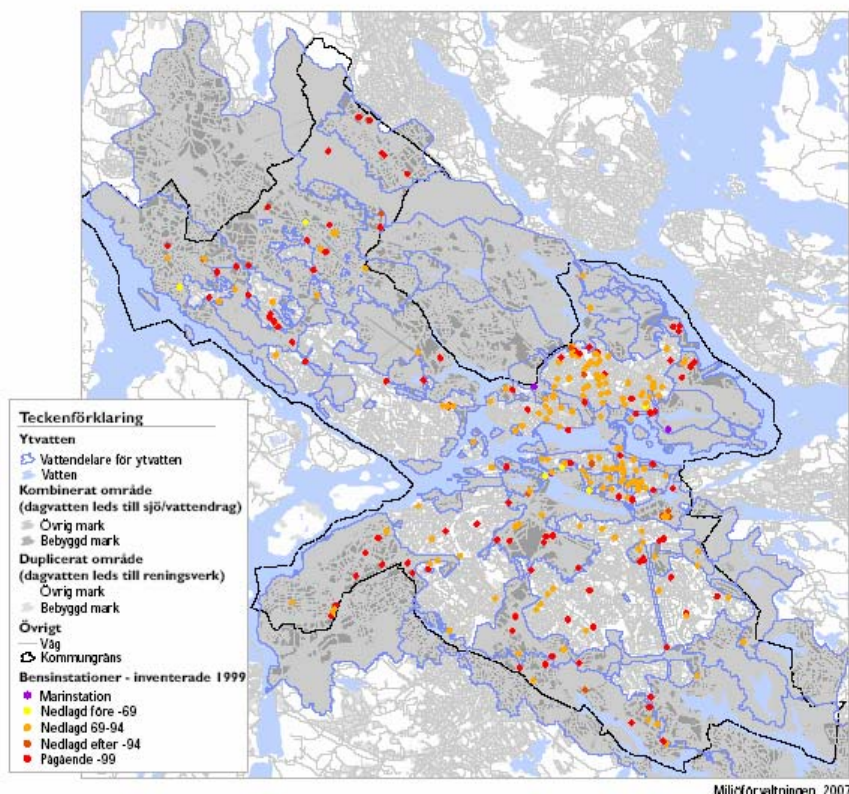 Teckenförklaring
Ytvatten
Vattendelare för ytvatten
Vatten
Kombinerat område
(dagvatten leds till sjö/vattendrag)
Övrig mark
Bebyggd mark
Duplicerat område
(dagvatten leds till reningsverk)
Övrig mark
Bebyggd mark
Övrigt
Väg
Kommungräns
Bensinstationer - inventerade 1999
Marinstation
Nedlagd före -69
Nedlagd 69-94
Nedlagd efter -94
Pågående -99
Miljöförvaltningen, 2007